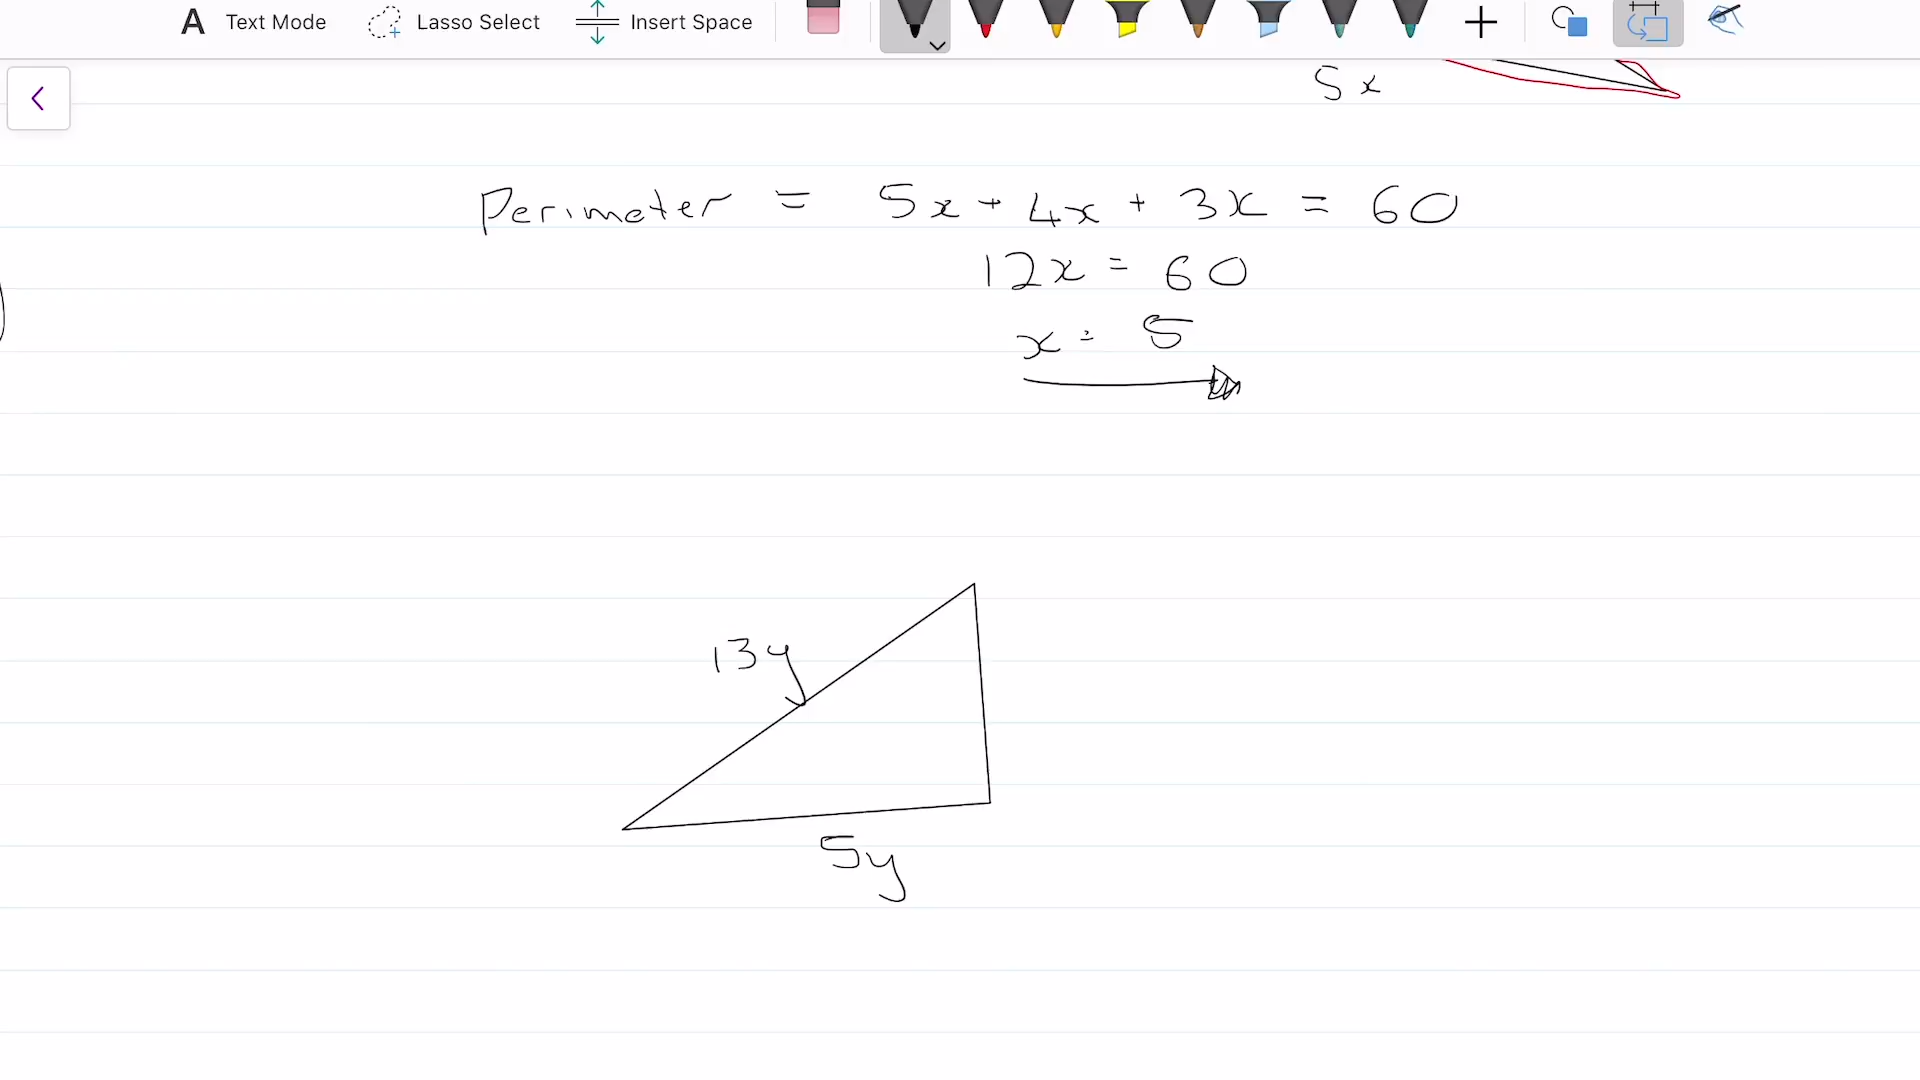 A Text Mode Lasso Select Insert Space
5x
Perimeter = 5x + 4x + 3x = 60
12x = 60
x = 5
13y
5y